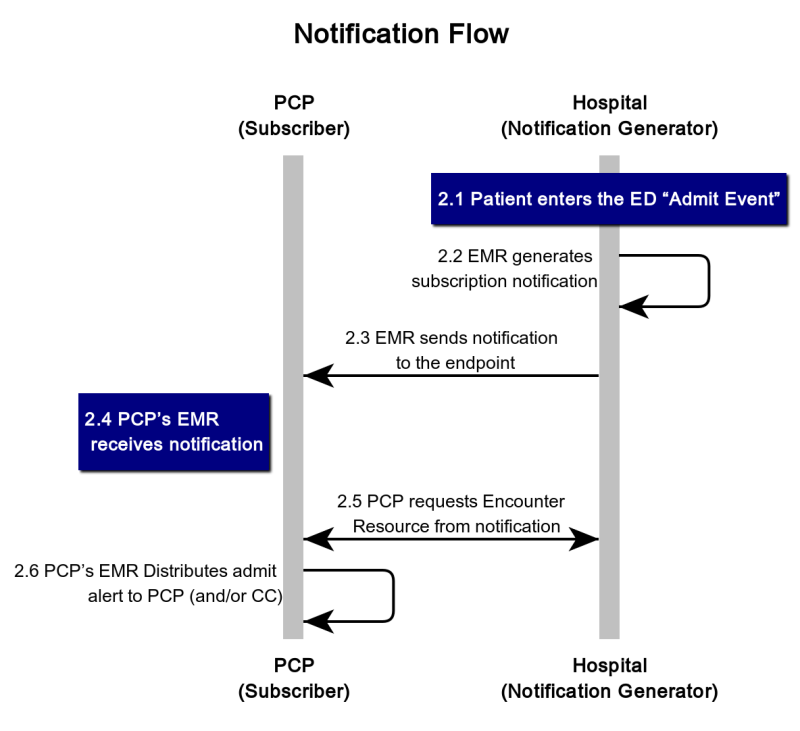 Notification Flow
PCP
(Subscriber)
Hospital
(Notification Generator)
2.1 Patient enters the ED “Admit Event”
2.2 EMR generates
subscription notification
2.3 EMR sends notification
to the endpoint
2.4 PCP’s EMR
receives notification
2.5 PCP requests Encounter
Resource from notification
2.6 PCP’s EMR Distributes admit
alert to PCP (and/or CC)
PCP
(Subscriber)
Hospital
(Notification Generator)